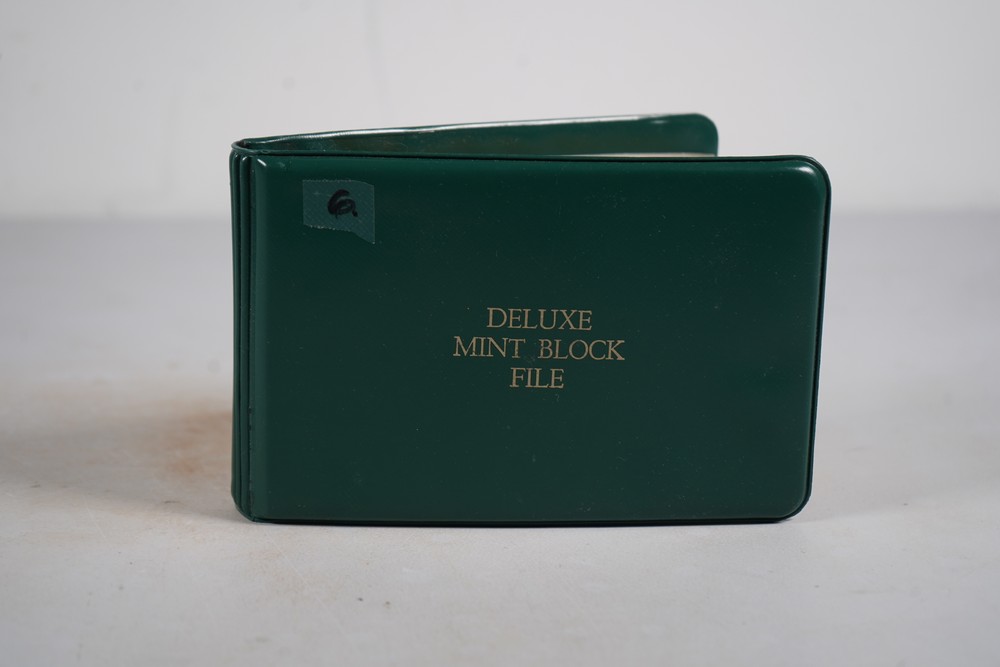 6.
DELUXE
MINT BLOCK
FILE